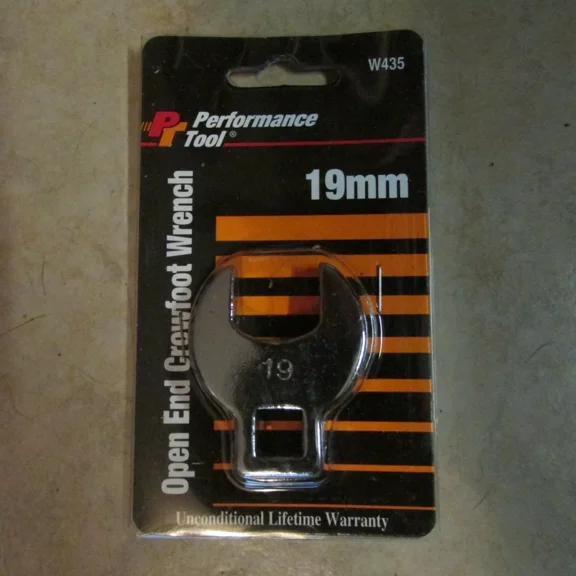 W435
PT Performance
Tool®
19mm
Open End Crowfoot Wrench
19
Unconditional Lifetime Warranty